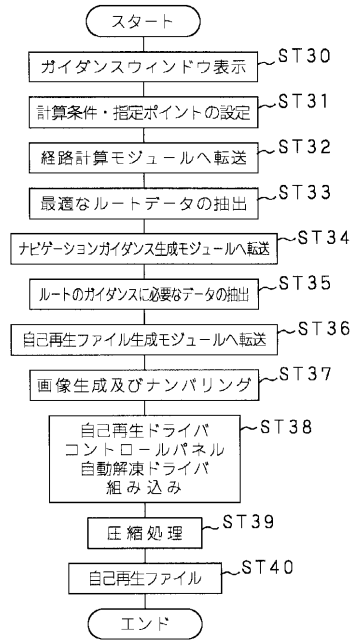 スタート
ガイダンスウィンドウ表示 ST30
計算条件・指定ポイントの設定 ST31
経路計算モジュールへ転送 ST32
最適なルートデータの抽出 ST33
ナビゲーションガイダンス生成モジュールへ転送 ST34
ルートのガイダンスに必要なデータの抽出 ST35
自己再生ファイル生成モジュールへ転送 ST36
画像生成及びナンバリング ST37
自己再生ドライバ ST38
コントロールパネル
自動解凍ドライバ
組み込み
圧縮処理 ST39
自己再生ファイル ST40
エンド